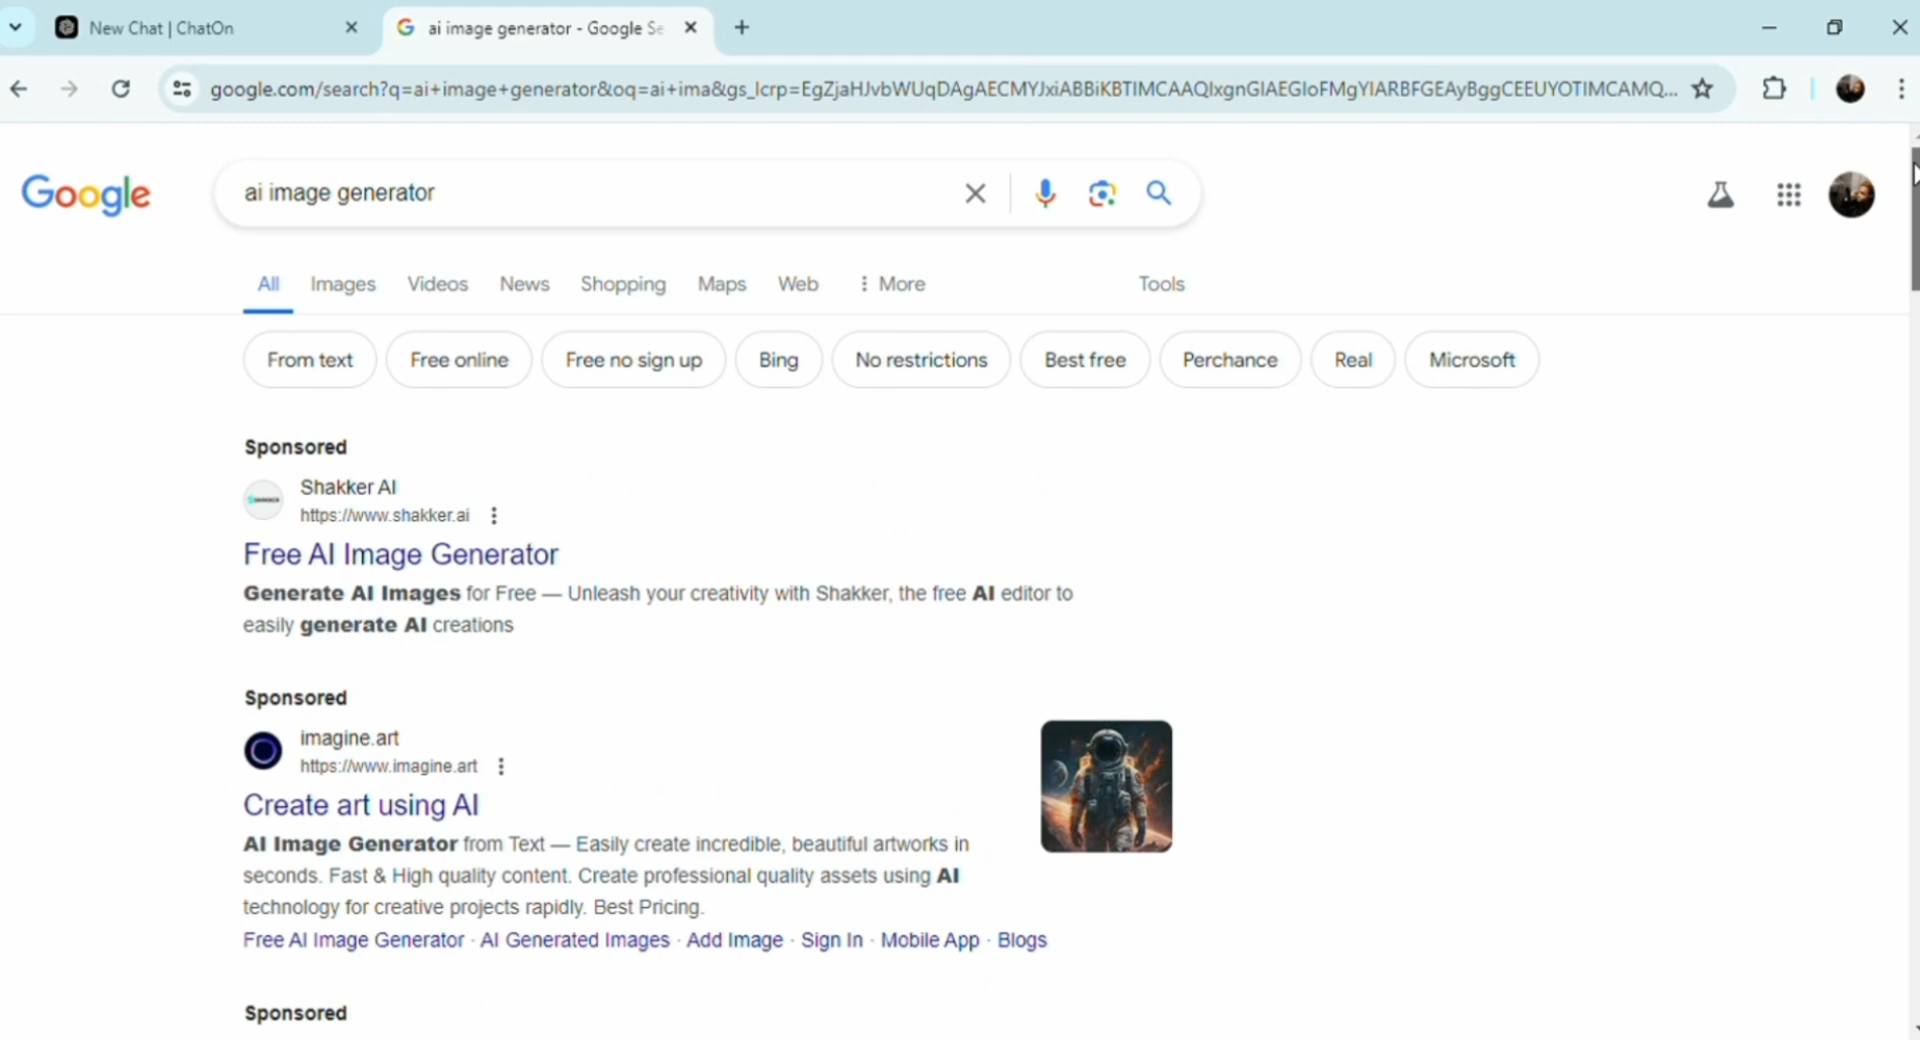 New Chat | ChatOn
ai image generator - Google Se
google.com/search?q=ai+image+generator&oq=ai+ima&gs_lcrp=EgZjaHJvbWUqDAgAECMYJxiABBiKBTIMCAAQIxgnGIAEGIoFMgYIARBFGEAyBggCEEUYOTIMCAMQ...
Google
ai image generator
All Images Videos News Shopping Maps Web More Tools
From text Free online Free no sign up Bing No restrictions Best free Perchance Real Microsoft
Sponsored
Shakker AI
https://www.shakker.ai
Free AI Image Generator
Generate AI Images for Free — Unleash your creativity with Shakker, the free AI editor to
easily generate AI creations
Sponsored
imagine.art
https://www.imagine.art
Create art using AI
AI Image Generator from Text — Easily create incredible, beautiful artworks in
seconds. Fast & High quality content. Create professional quality assets using AI
technology for creative projects rapidly. Best Pricing.
Free AI Image Generator · AI Generated Images · Add Image · Sign In · Mobile App · Blogs
Sponsored